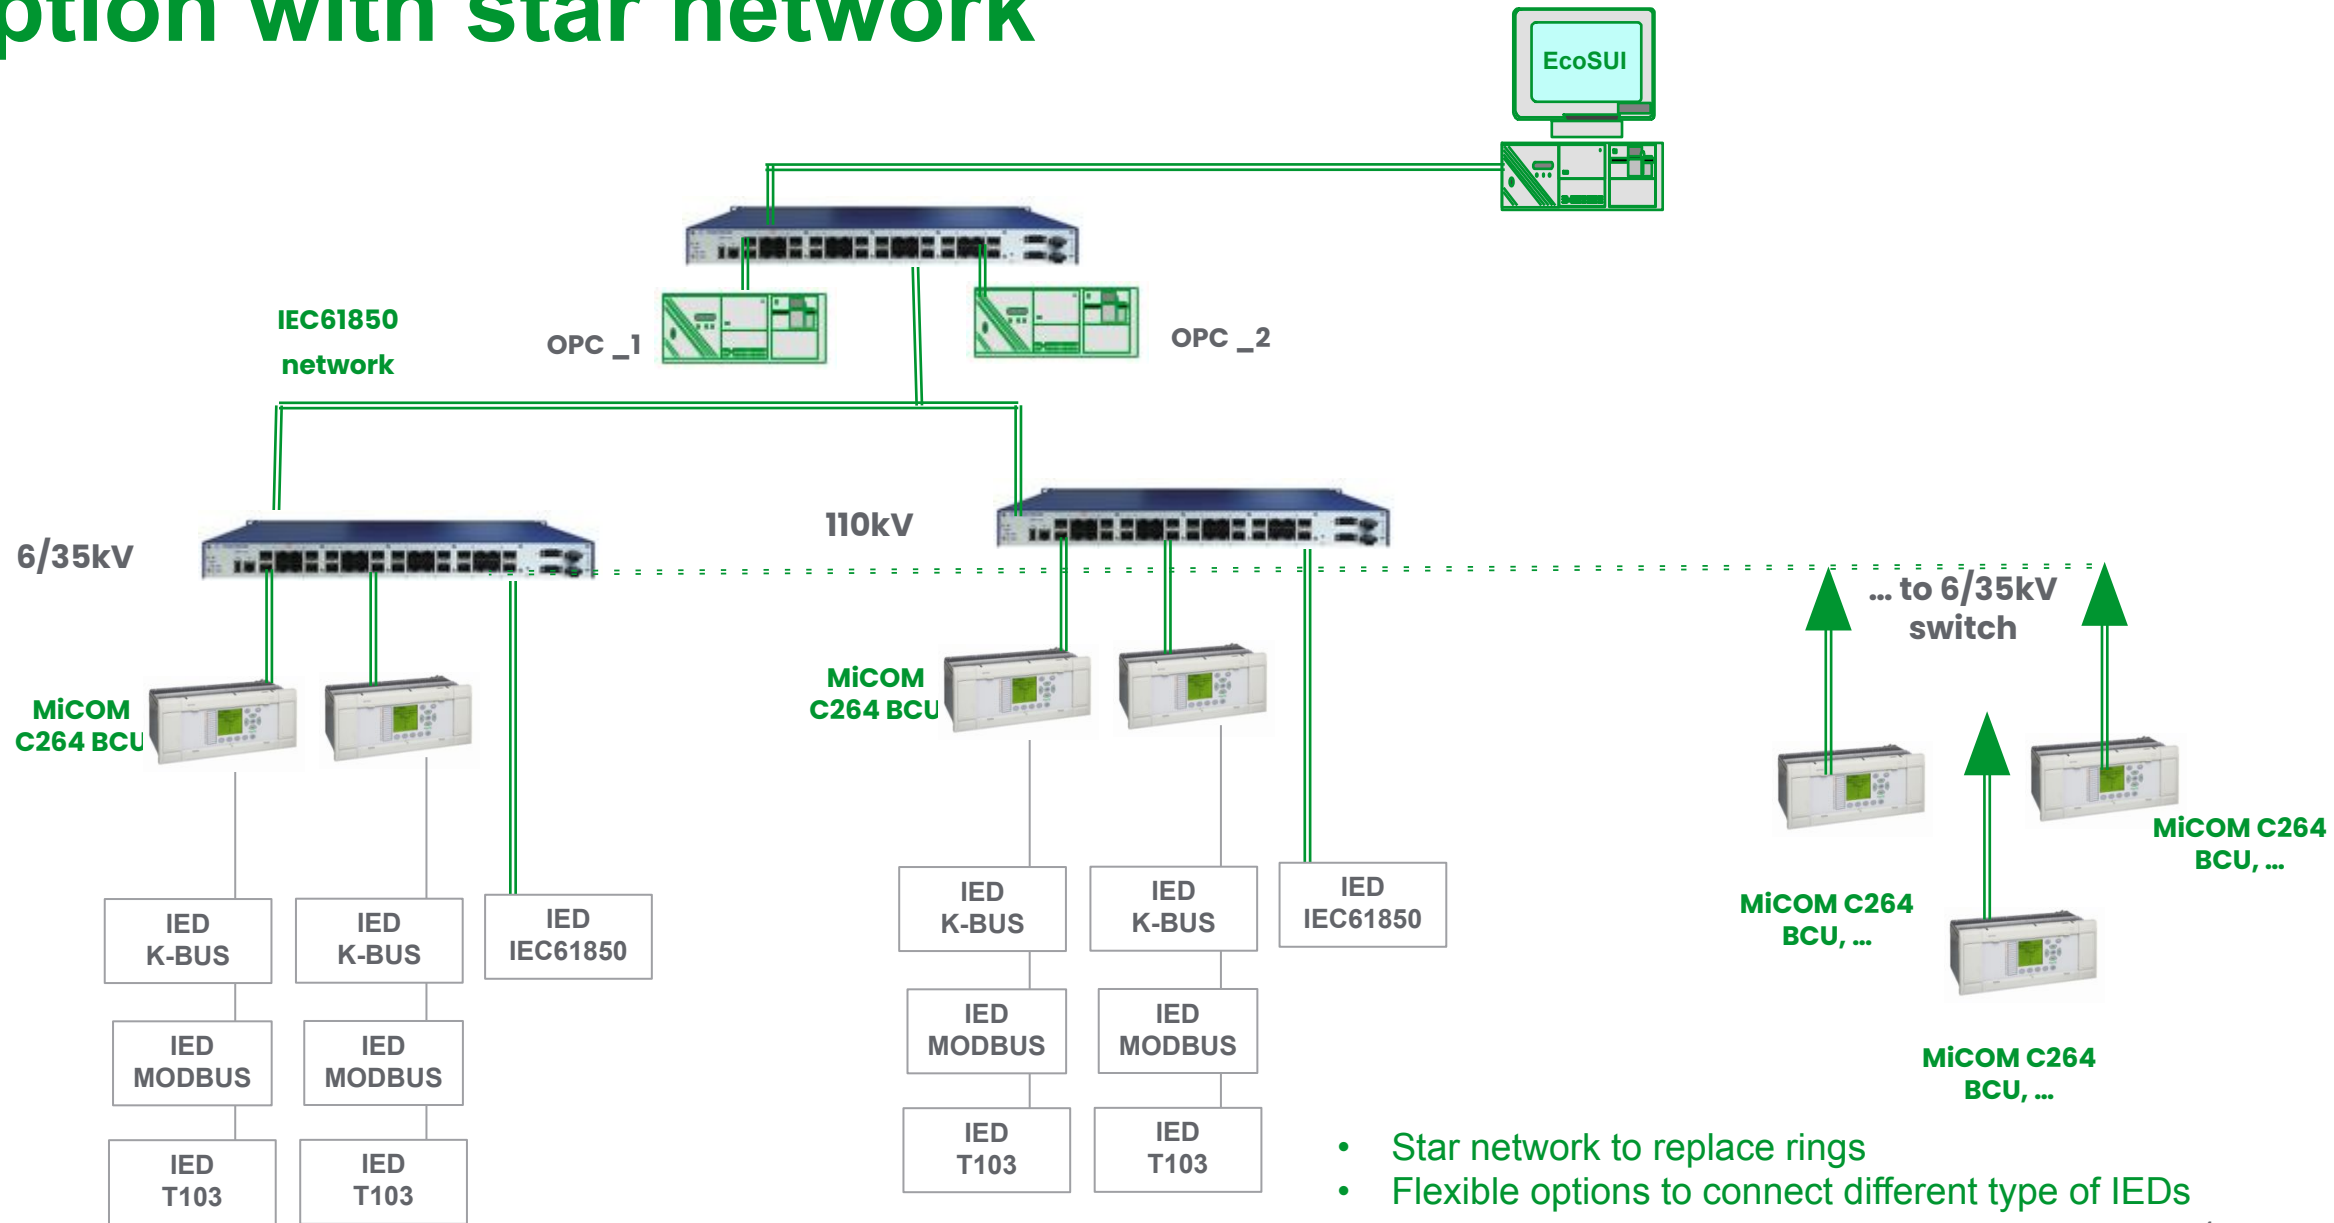 ption with star network
EcoSUI
IEC61850
network
OPC _1
OPC _2
6/35kV
110kV
... to 6/35kV
switch
MiCOM
C264 BCU
MiCOM
C264 BCU
MiCOM C264
BCU, ...
MiCOM C264
BCU, ...
MiCOM C264
BCU, ...
IED
K-BUS
IED
K-BUS
IED
IEC61850
IED
MODBUS
IED
MODBUS
IED
T103
IED
T103
IED
K-BUS
IED
K-BUS
IED
IEC61850
IED
MODBUS
IED
MODBUS
IED
T103
IED
T103
• Star network to replace rings
• Flexible options to connect different type of IEDs